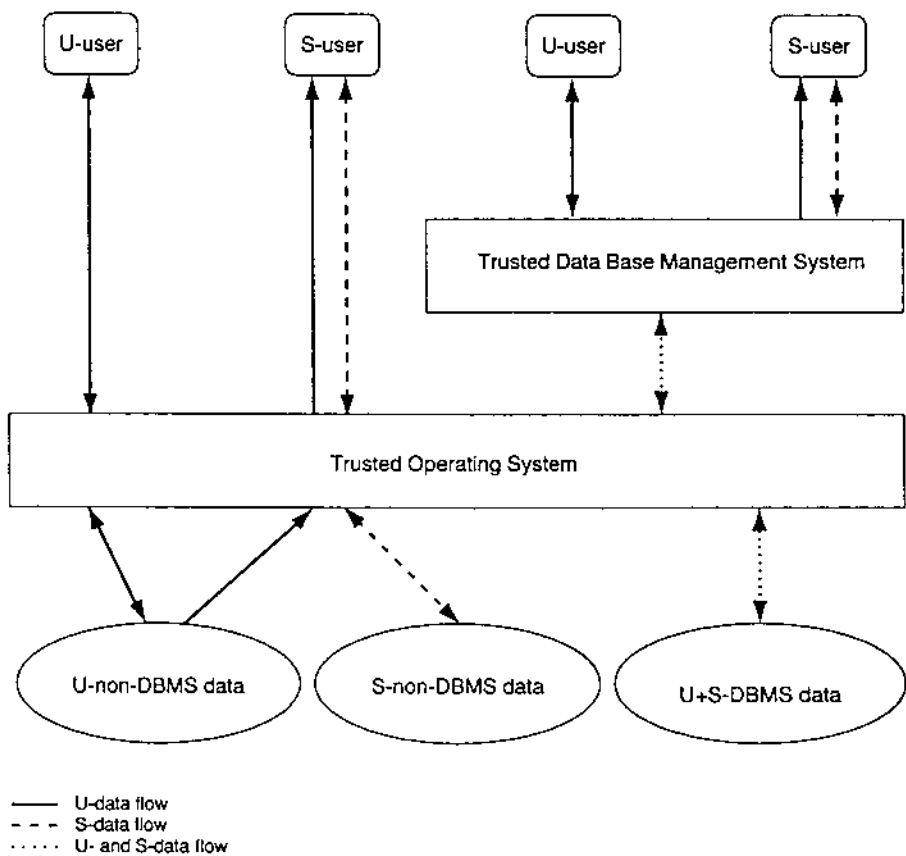 U-user
S-user
U-user
S-user
Trusted Data Base Management System
Trusted Operating System
U-non-DBMS data
S-non-DBMS data
U+S-DBMS data
U-data flow
S-data flow
U- and S-data flow